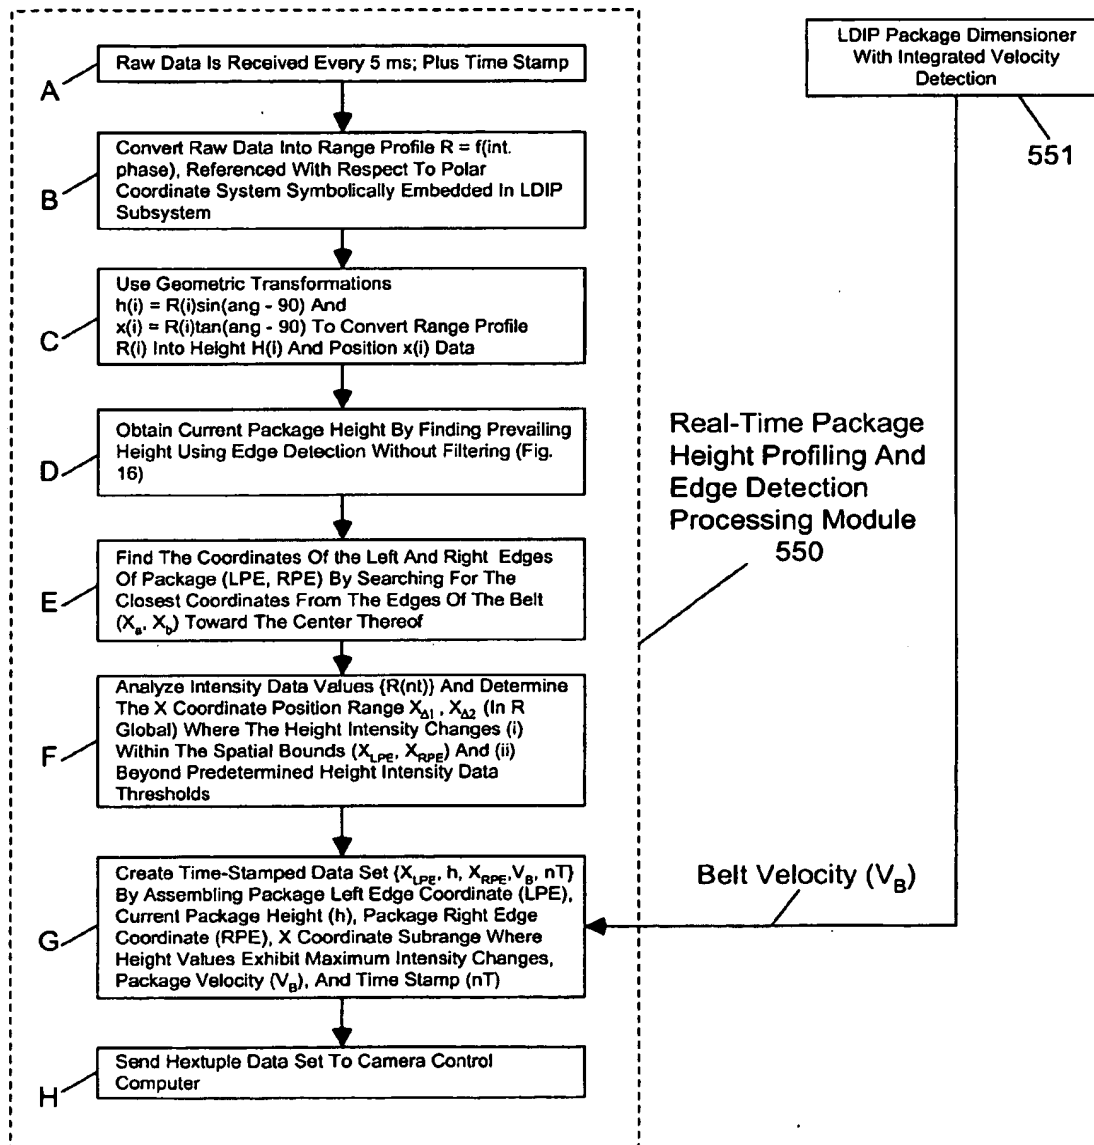 A
Raw Data Is Received Every 5 ms; Plus Time Stamp
B
Convert Raw Data Into Range Profile R = f(int.
phase), Referenced With Respect To Polar
Coordinate System Symbolically Embedded In LDIP
Subsystem
C
Use Geometric Transformations
h(i) = R(i)sin(ang - 90) And
x(i) = R(i)tan(ang - 90) To Convert Range Profile
R(i) Into Height H(i) And Position x(i) Data
D
Obtain Current Package Height By Finding Prevailing
Height Using Edge Detection Without Filtering (Fig.
16)
E
Find The Coordinates Of the Left And Right Edges
Of Package (LPE, RPE) By Searching For The
Closest Coordinates From The Edges Of The Belt
(Xa, Xb) Toward The Center Thereof
F
Analyze Intensity Data Values {R(nt)} And Determine
The X Coordinate Position Range XΔ1 , XΔ2 (In R
Global) Where The Height Intensity Changes (i)
Within The Spatial Bounds (XLPE, XRPE) And (ii)
Beyond Predetermined Height Intensity Data
Thresholds
G
Create Time-Stamped Data Set {XLPE, h, XRPE,VB, nT}
By Assembling Package Left Edge Coordinate (LPE),
Current Package Height (h), Package Right Edge
Coordinate (RPE), X Coordinate Subrange Where
Height Values Exhibit Maximum Intensity Changes,
Package Velocity (VB), And Time Stamp (nT)
H
Send Hextuple Data Set To Camera Control
Computer
LDIP Package Dimensioner
With Integrated Velocity
Detection
551
Real-Time Package
Height Profiling And
Edge Detection
Processing Module
550
Belt Velocity (VB)